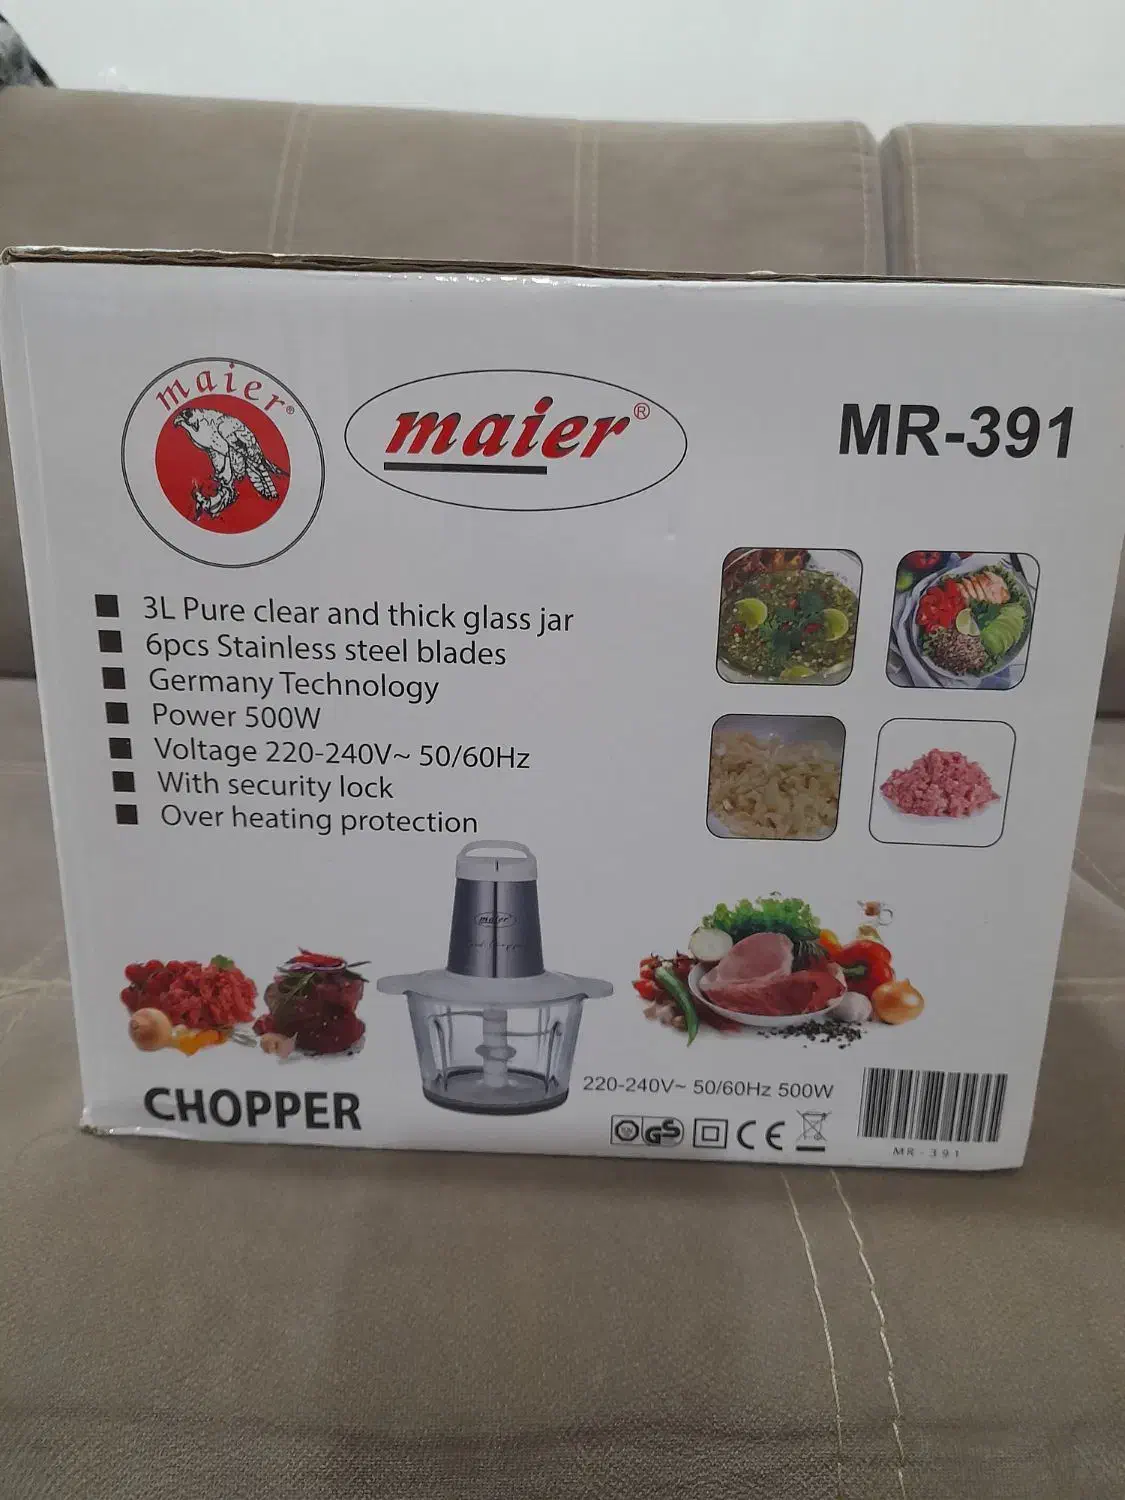 maier®
maier®
MR-391
3L Pure clear and thick glass jar
6pcs Stainless steel blades
Germany Technology
Power 500W
Voltage 220-240V~ 50/60Hz
With security lock
Over heating protection
maier
CHOPPER
220-240V~ 50/60Hz 500W
GS CE
MR-391